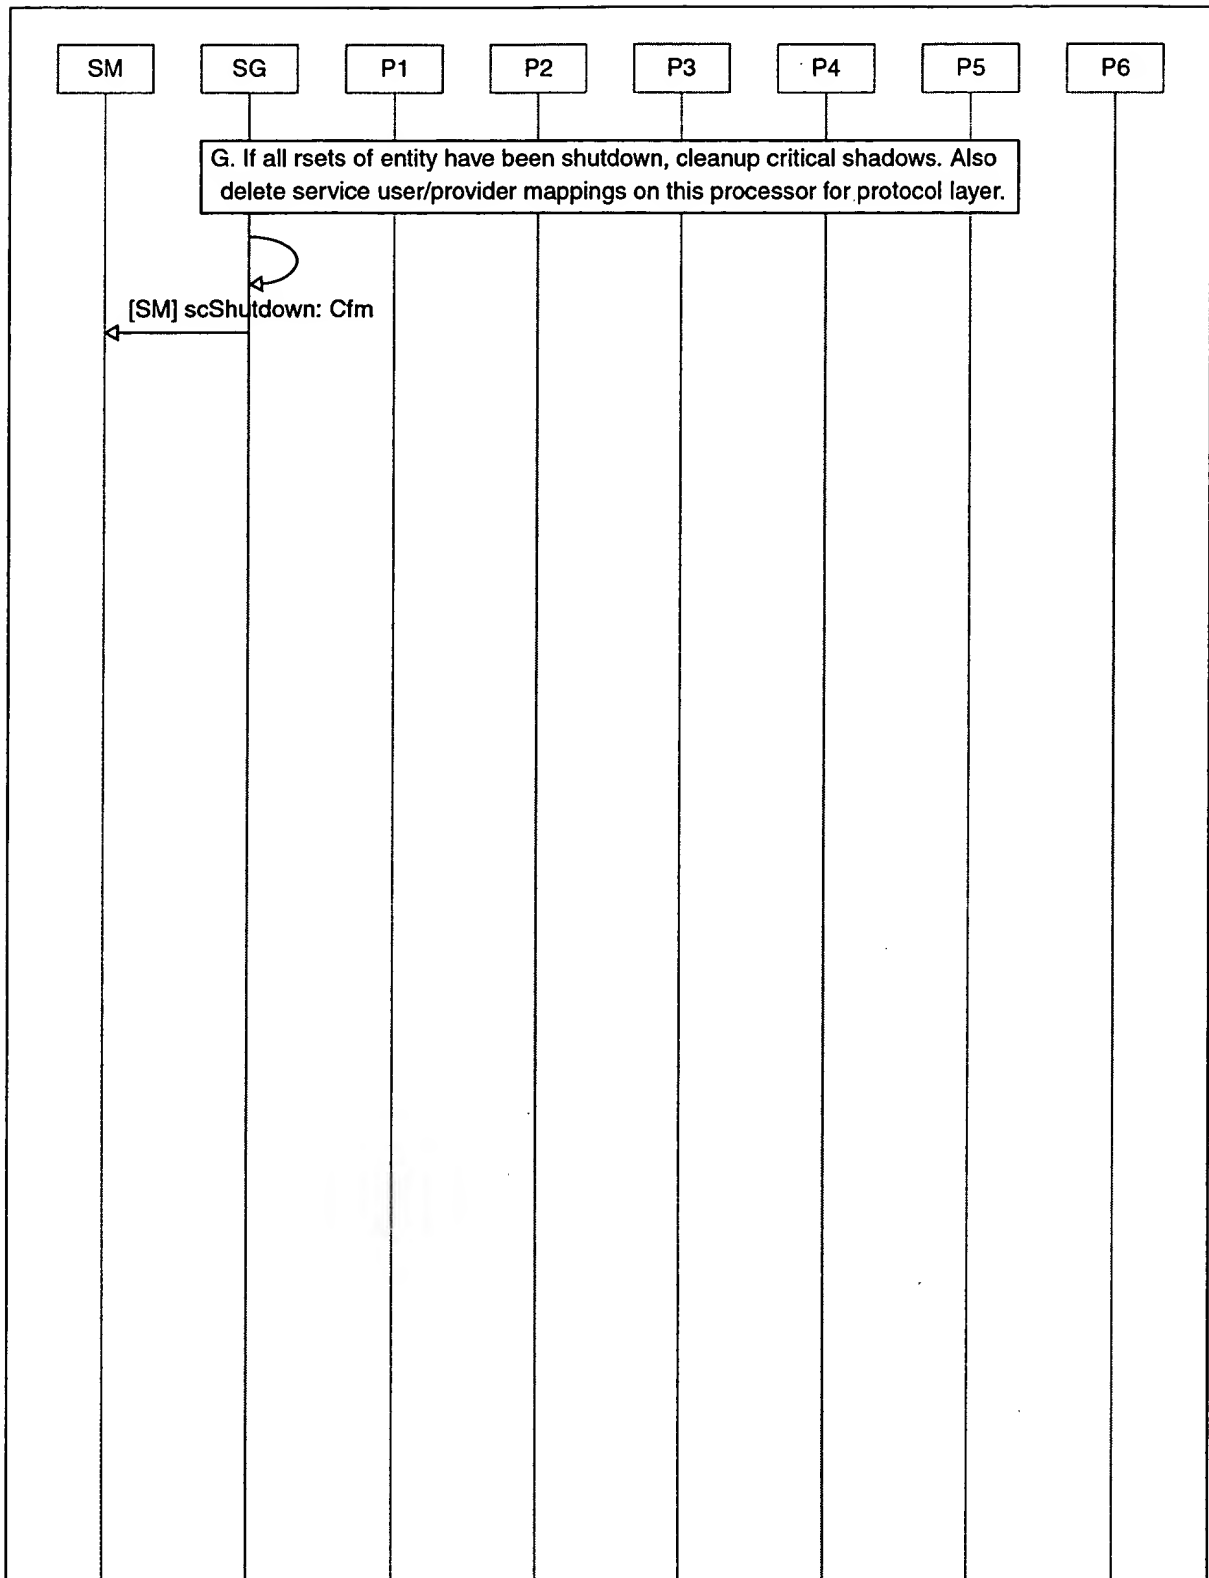 SM SG P1 P2 P3 P4 P5 P6
G. If all rsets of entity have been shutdown, cleanup critical shadows. Also
delete service user/provider mappings on this processor for protocol layer.
[SM] scShutdown: Cfm